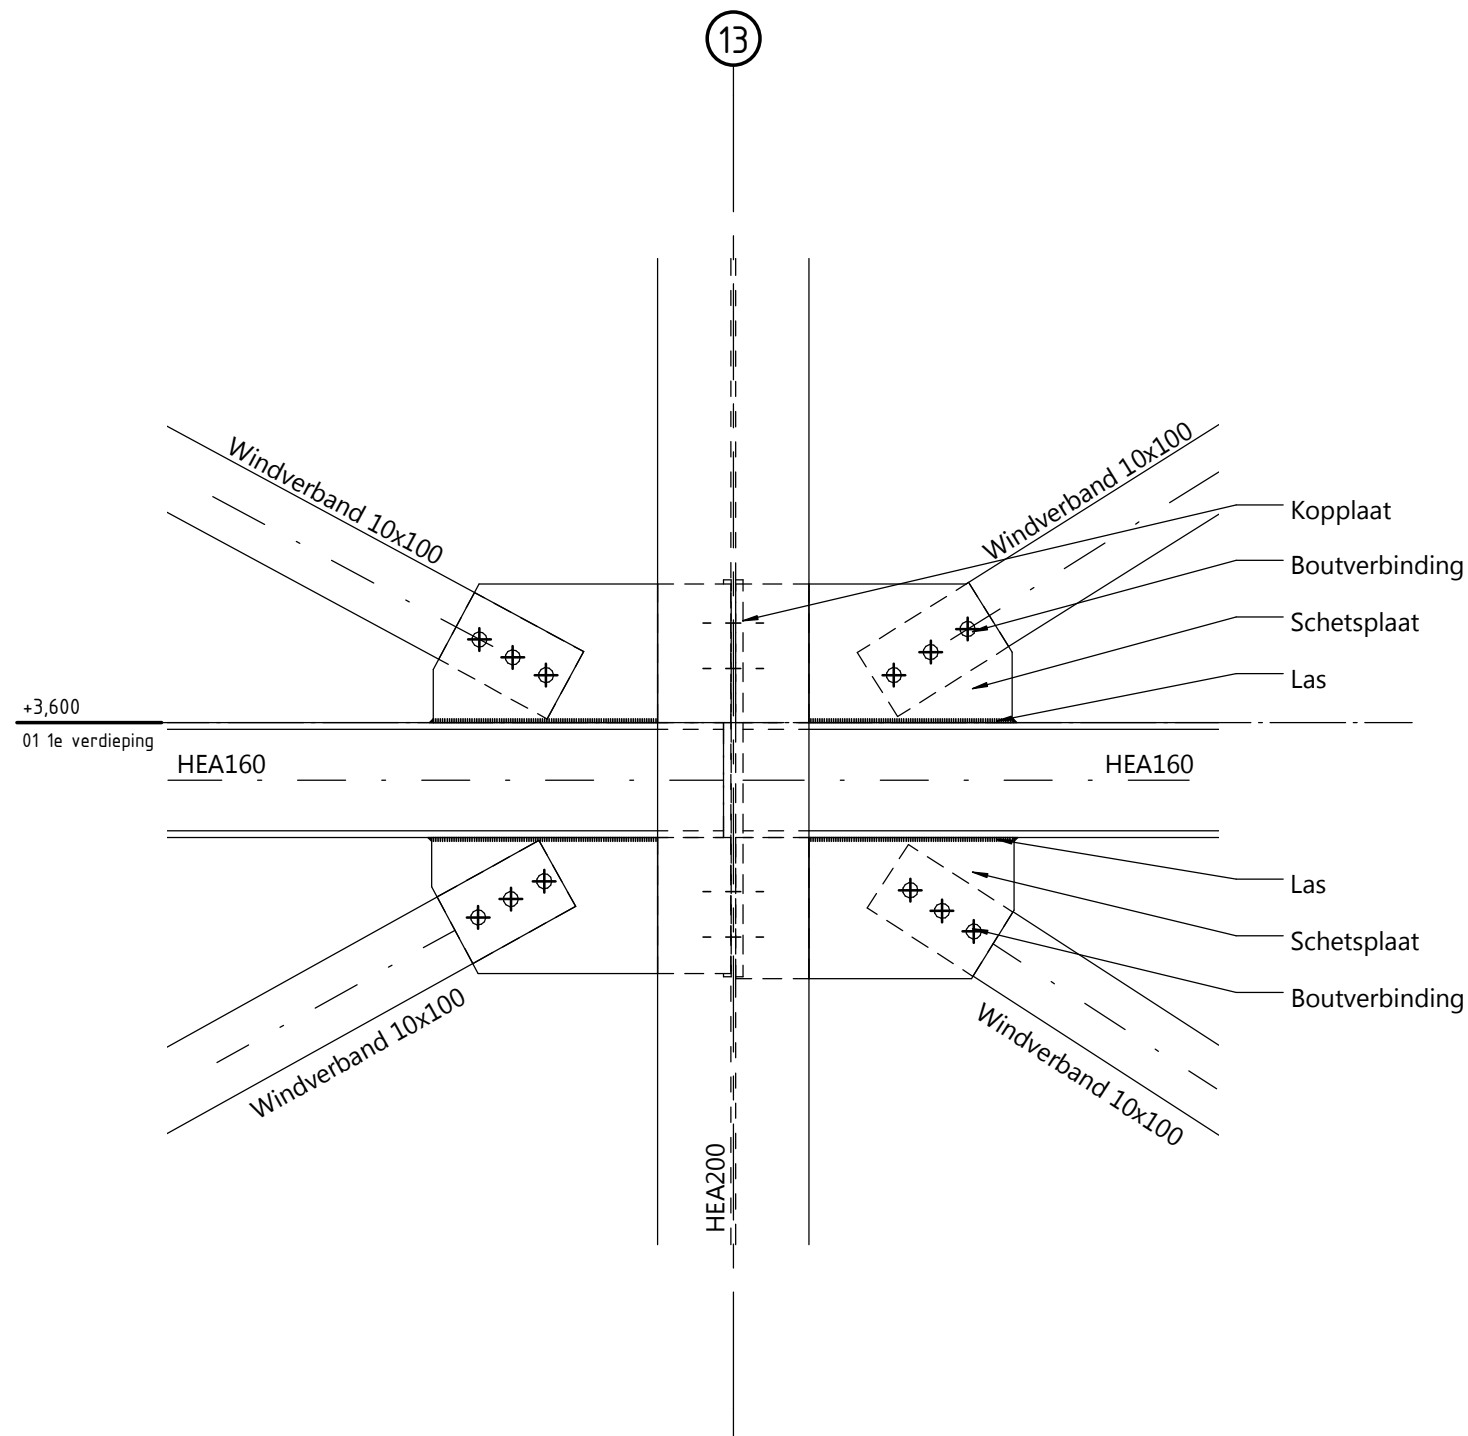 13
Windverband 10x100
Windverband 10x100
Kopplaat
Boutverbinding
Schetsplaat
Las
+3,600
01 1e verdieping
HEA160
HEA160
Las
Schetsplaat
Boutverbinding
Windverband 10x100
Windverband 10x100
HEA200